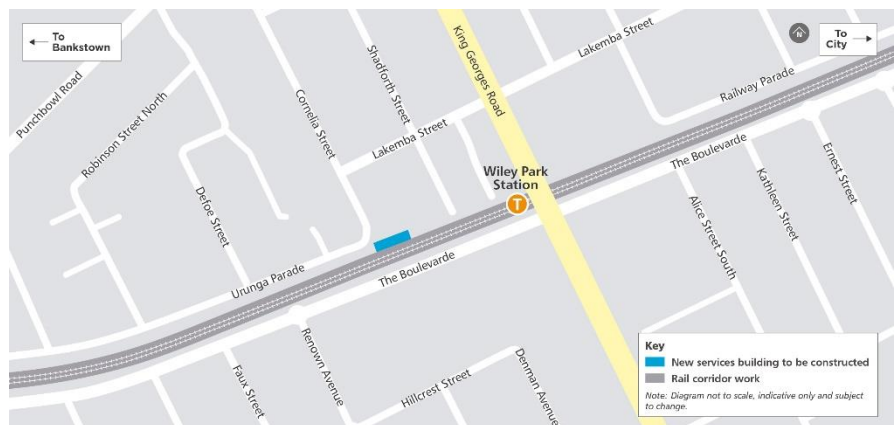 To
Bankstown
Punchbowl Road
Robinson Street North
Defoe Street
Cornelia Street
Shadforth Street
Lakemba Street
King Georges Road
Lakemba Street
N
To
City
Railway Parade
Wiley Park
Station
T
The Boulevarde
Ernest Street
Kathleen Street
Alice Street South
Urunga Parade
The Boulevarde
Renown Avenue
Faux Street
Hillcrest Street
Denman Avenue
Key
New services building to be constructed
Rail corridor work
Note: Diagram not to scale, indicative only and subject
to change.